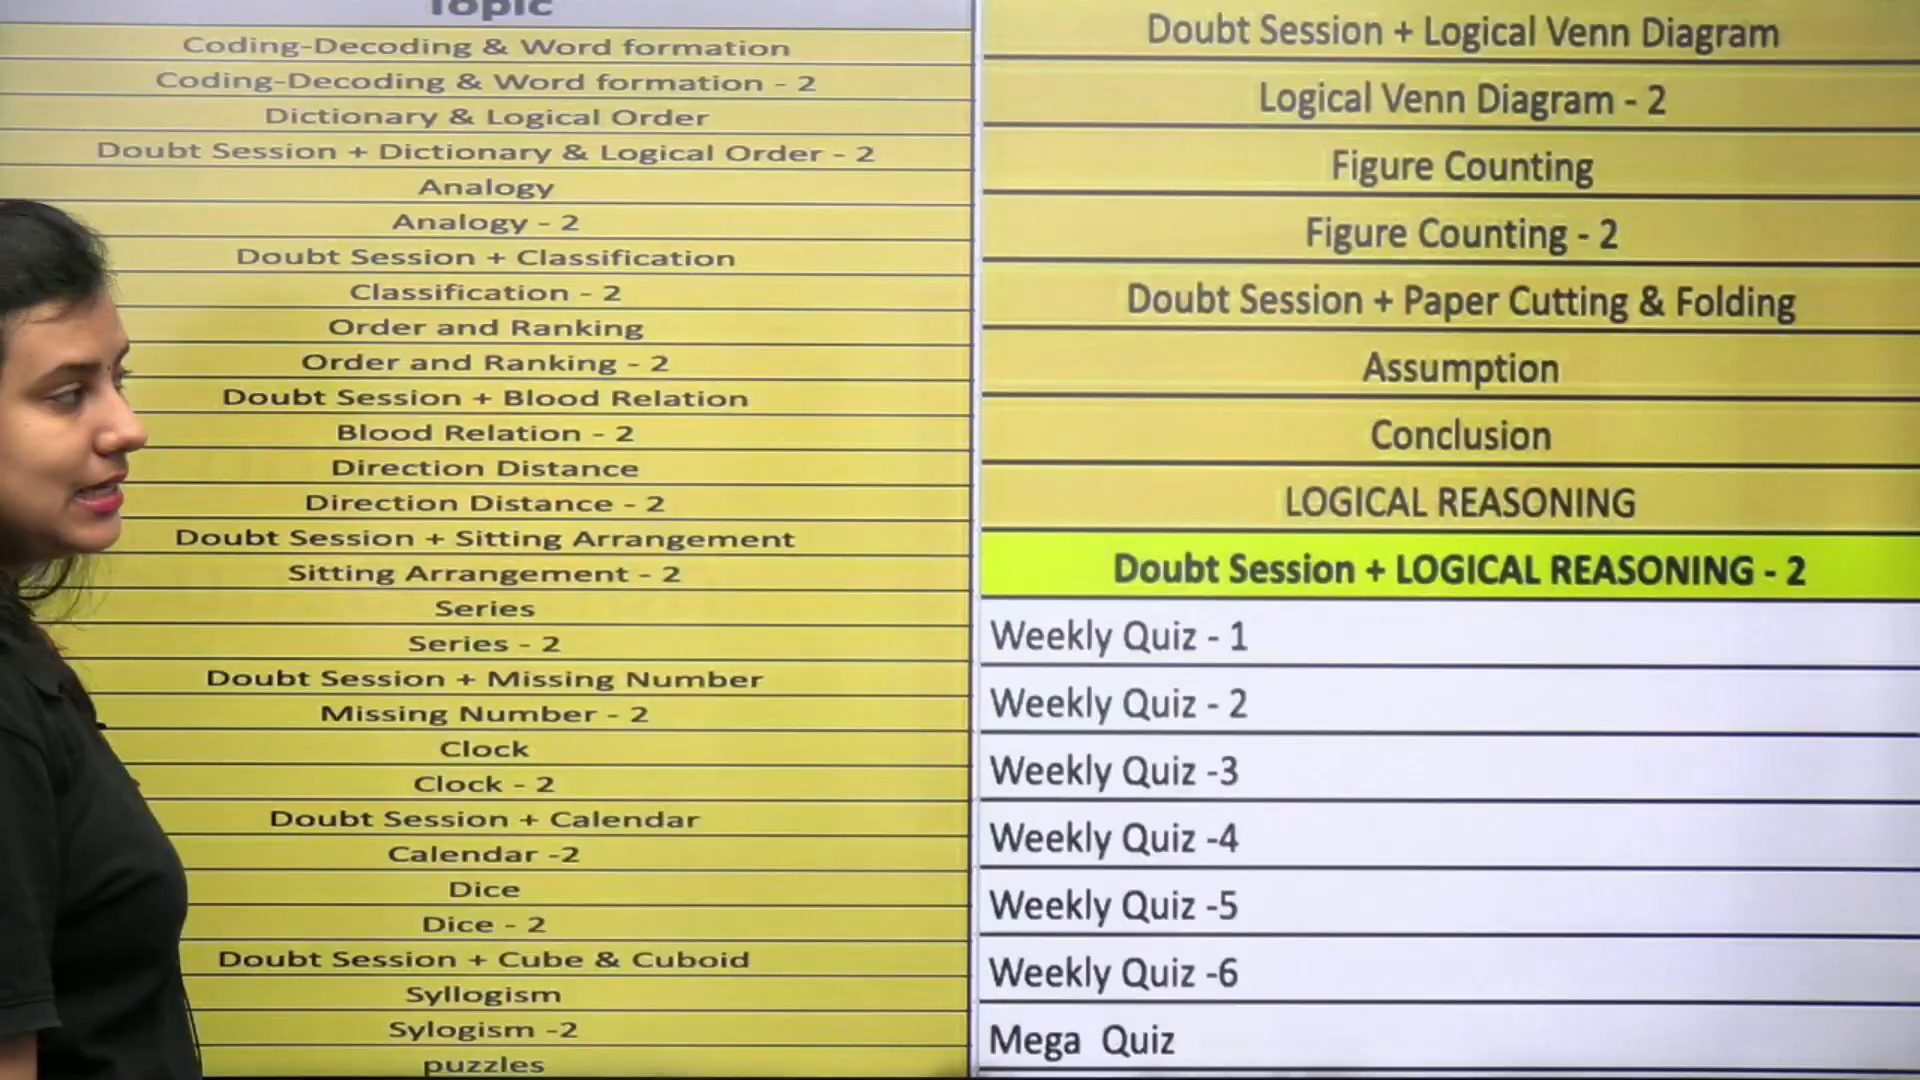 Topic
Coding-Decoding & Word formation
Coding-Decoding & Word formation - 2
Dictionary & Logical Order
Doubt Session + Dictionary & Logical Order - 2
Analogy
Analogy - 2
Doubt Session + Classification
Classification - 2
Order and Ranking
Order and Ranking - 2
Doubt Session + Blood Relation
Blood Relation - 2
Direction Distance
Direction Distance - 2
Doubt Session + Sitting Arrangement
Sitting Arrangement - 2
Series
Series - 2
Doubt Session + Missing Number
Missing Number - 2
Clock
Clock - 2
Doubt Session + Calendar
Calendar -2
Dice
Dice - 2
Doubt Session + Cube & Cuboid
Syllogism
Sylogism -2
puzzles
Doubt Session + Logical Venn Diagram
Logical Venn Diagram - 2
Figure Counting
Figure Counting - 2
Doubt Session + Paper Cutting & Folding
Assumption
Conclusion
LOGICAL REASONING
Doubt Session + LOGICAL REASONING - 2
Weekly Quiz - 1
Weekly Quiz - 2
Weekly Quiz -3
Weekly Quiz -4
Weekly Quiz -5
Weekly Quiz -6
Mega Quiz